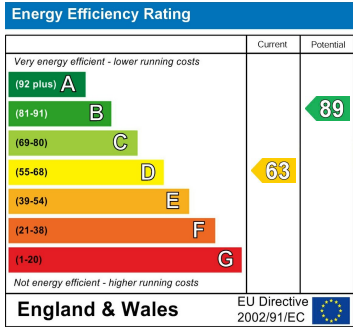 Energy Efficiency Rating
Current Potential
Very energy efficient - lower running costs
(92 plus) A
(81-91) B
89
(69-80) C
(55-68) D
63
(39-54) E
(21-38) F
(1-20) G
Not energy efficient - higher running costs
England & Wales
EU Directive
2002/91/EC